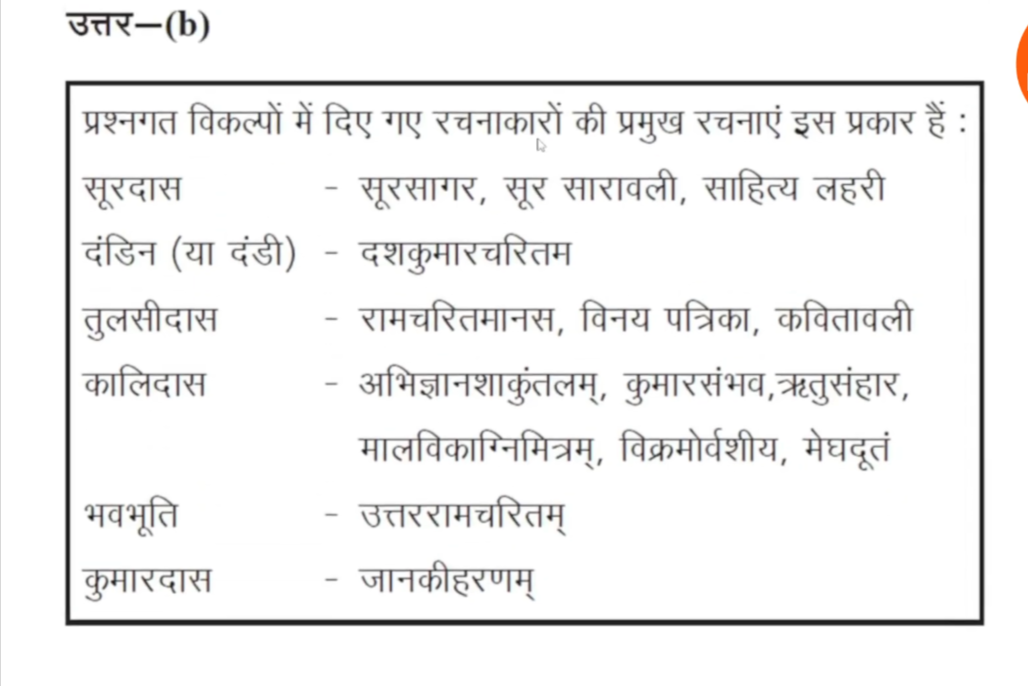 उत्तर—(b)
प्रश्नगत विकल्पों में दिए गए रचनाकारों की प्रमुख रचनाएं इस प्रकार हैं :
सूरदास - सूरसागर, सूर सारावली, साहित्य लहरी
दंडिन (या दंडी) - दशकुमारचरितम
तुलसीदास - रामचरितमानस, विनय पत्रिका, कवितावली
कालिदास - अभिज्ञानशाकुंतलम्, कुमारसंभव,ऋतुसंहार,
मालविकाग्निमित्रम्, विक्रमोर्वशीय, मेघदूतं
भवभूति - उत्तररामचरितम्
कुमारदास - जानकीहरणम्